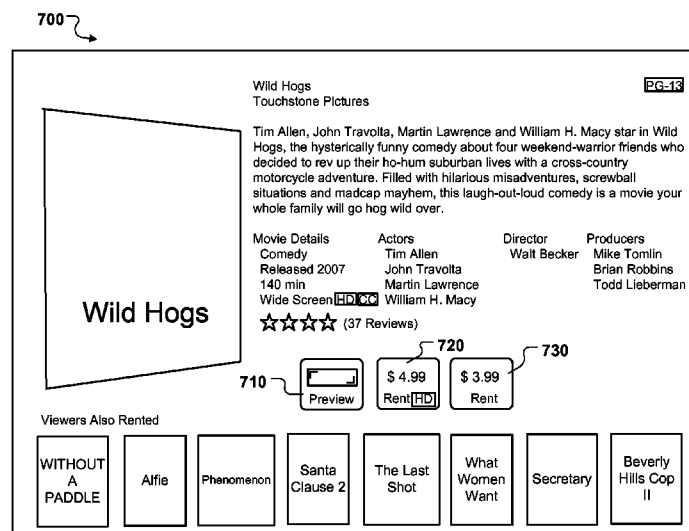 700
Wild Hogs
PG-13
Touchstone Pictures
Tim Allen, John Travolta, Martin Lawrence and William H. Macy star in Wild
Hogs, the hysterically funny comedy about four weekend-warrior friends who
decided to rev up their ho-hum suburban lives with a cross-country
motorcycle adventure. Filled with hilarious misadventures, screwball
situations and madcap mayhem, this laugh-out-loud comedy is a movie your
whole family will go hog wild over.
Movie Details
Comedy
Released 2007
140 min
Wide Screen HD CC
Actors
Tim Allen
John Travolta
Martin Lawrence
William H. Macy
Director
Walt Becker
Producers
Mike Tomlin
Brian Robbins
Todd Lieberman
Wild Hogs
(37 Reviews)
710
Preview
720
$ 4.99
Rent HD
730
$ 3.99
Rent
Viewers Also Rented
WITHOUT
A
PADDLE
Alfie
Phenomenon
Santa
Clause 2
The Last
Shot
What
Women
Want
Secretary
Beverly
Hills Cop
II